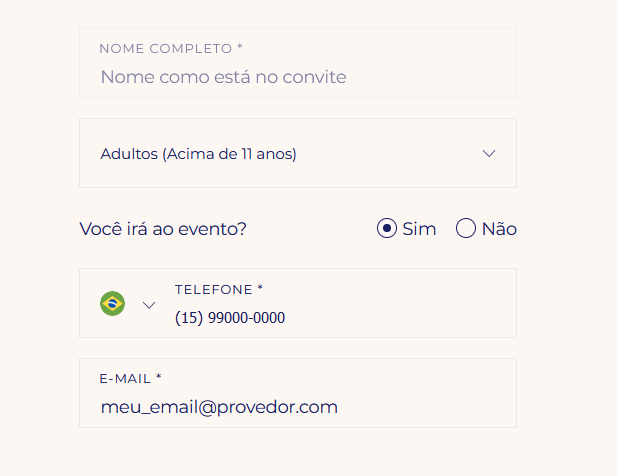 NOME COMPLETO *
Nome como está no convite
Adultos (Acima de 11 anos)
Você irá ao evento? Sim Não
TELEFONE *
(15) 99000-0000
E-MAIL *
meu_email@provedor.com